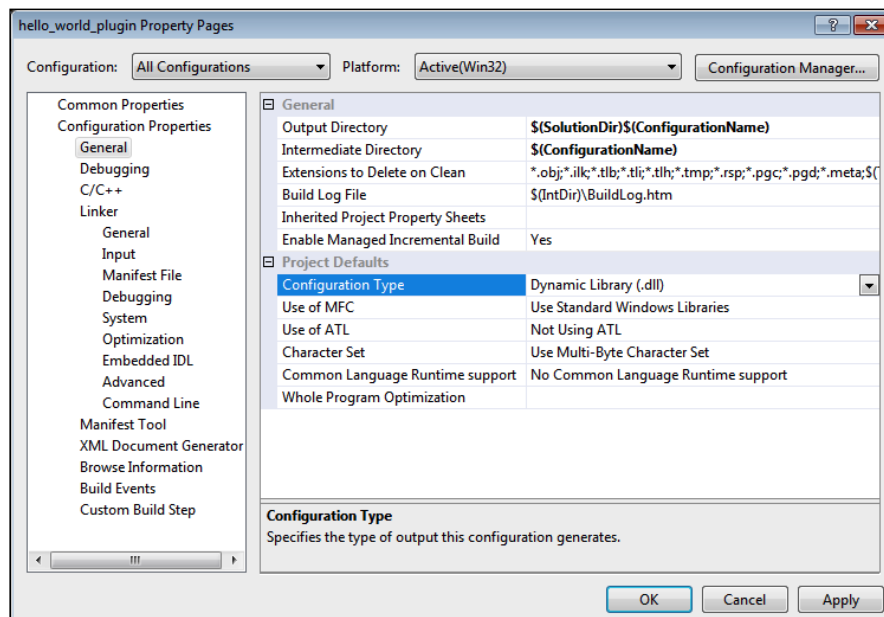 hello_world_plugin Property Pages
Configuration: All Configurations Platform: Active(Win32) Configuration Manager...
Common Properties
Configuration Properties
General
Debugging
C/C++
Linker
General
Input
Manifest File
Debugging
System
Optimization
Embedded IDL
Advanced
Command Line
Manifest Tool
XML Document Generator
Browse Information
Build Events
Custom Build Step
General
Output Directory $(SolutionDir)$(ConfigurationName)
Intermediate Directory $(ConfigurationName)
Extensions to Delete on Clean *.obj;*.ilk;*.tlb;*.tli;*.tlh;*.tmp;*.rsp;*.pgc;*.pgd;*.meta;$(
Build Log File $(IntDir)\BuildLog.htm
Inherited Project Property Sheets
Enable Managed Incremental Build Yes
Project Defaults
Configuration Type Dynamic Library (.dll)
Use of MFC Use Standard Windows Libraries
Use of ATL Not Using ATL
Character Set Use Multi-Byte Character Set
Common Language Runtime support No Common Language Runtime support
Whole Program Optimization
Configuration Type
Specifies the type of output this configuration generates.
OK Cancel Apply